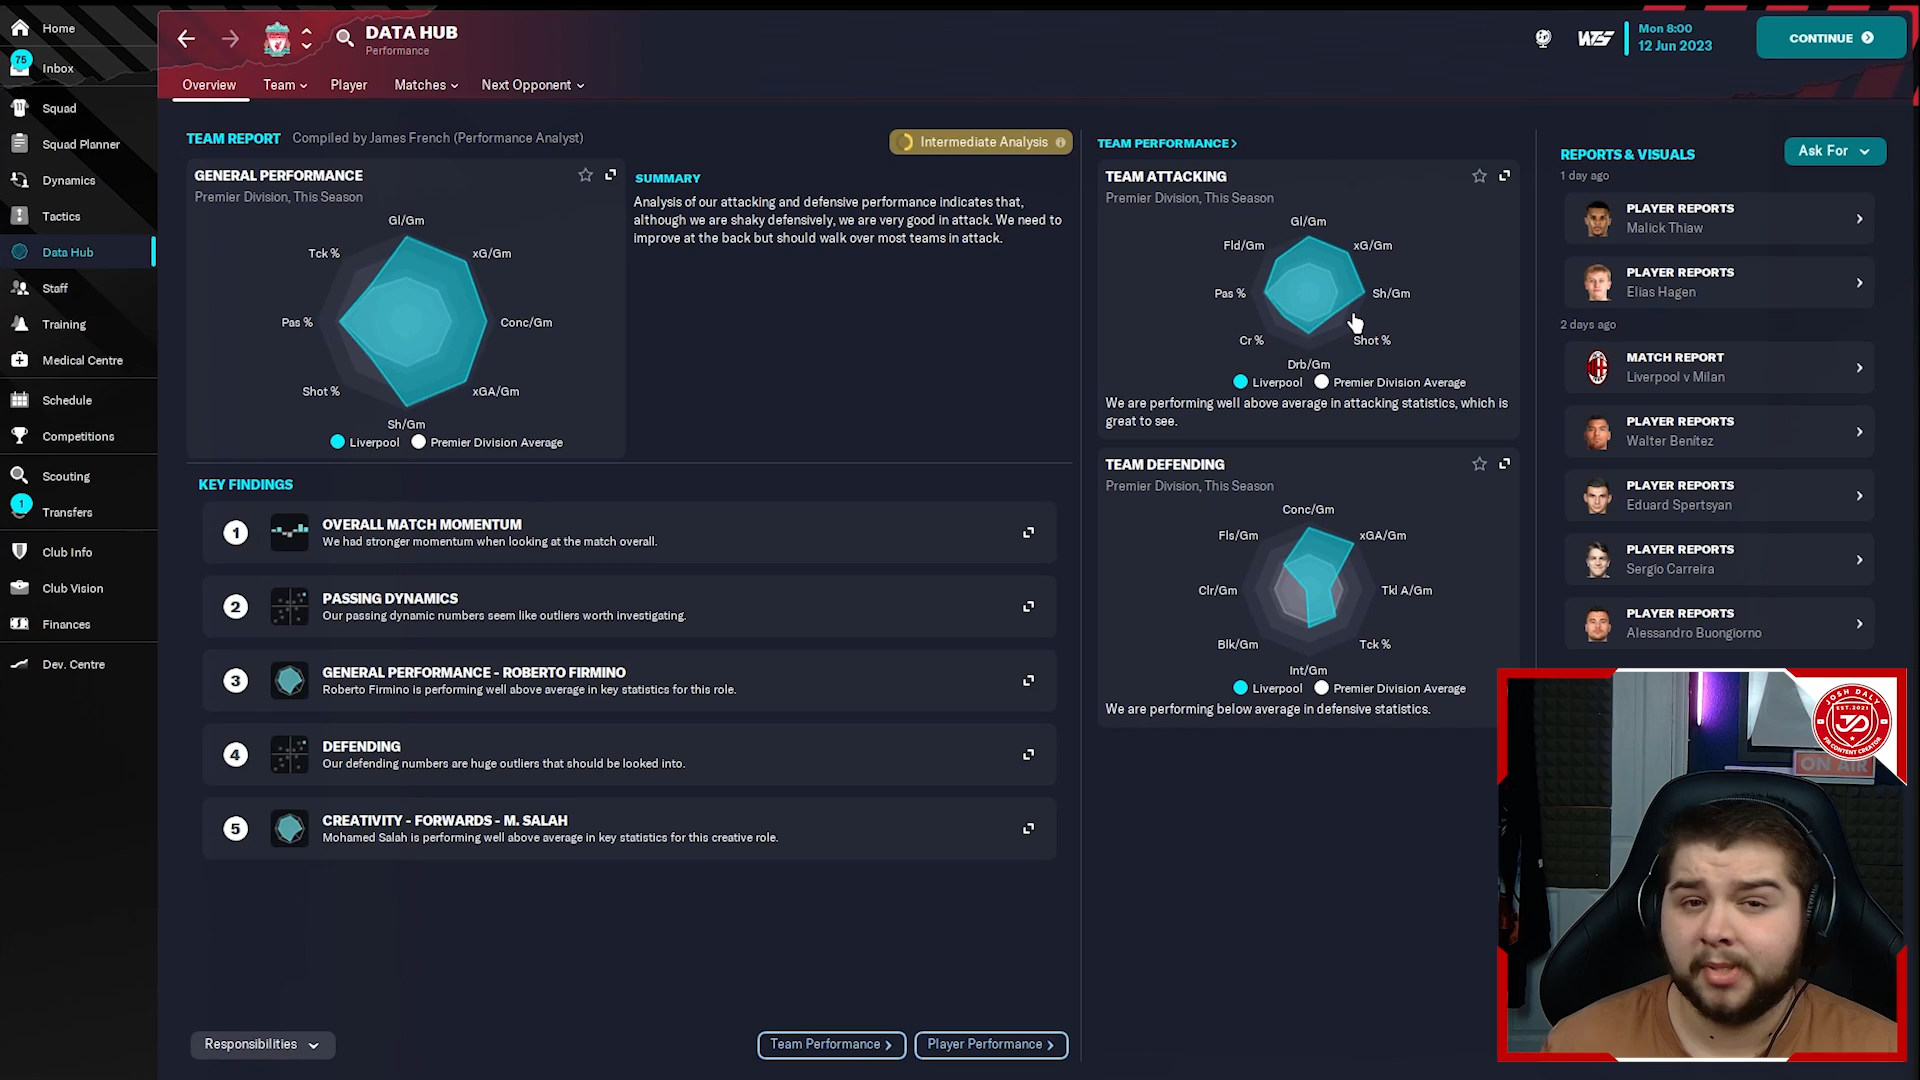 Home
75
Inbox
Squad
Squad Planner
Dynamics
Tactics
Data Hub
Staff
Training
Medical Centre
Schedule
Competitions
Scouting
1
Transfers
Club Info
Club Vision
Finances
Dev. Centre
DATA HUB
Performance
Mon 8:00
12 Jun 2023
CONTINUE
Overview
Team
Player
Matches
Next Opponent
TEAM REPORT
Compiled by James French (Performance Analyst)
Intermediate Analysis
GENERAL PERFORMANCE
Premier Division, This Season
Gl/Gm
xG/Gm
Conc/Gm
xGA/Gm
Sh/Gm
Shot %
Pas %
Tck %
Liverpool
Premier Division Average
SUMMARY
Analysis of our attacking and defensive performance indicates that,
although we are shaky defensively, we are very good in attack. We need to
improve at the back but should walk over most teams in attack.
KEY FINDINGS
1
OVERALL MATCH MOMENTUM
We had stronger momentum when looking at the match overall.
2
PASSING DYNAMICS
Our passing dynamic numbers seem like outliers worth investigating.
3
GENERAL PERFORMANCE - ROBERTO FIRMINO
Roberto Firmino is performing well above average in key statistics for this role.
4
DEFENDING
Our defending numbers are huge outliers that should be looked into.
5
CREATIVITY - FORWARDS - M. SALAH
Mohamed Salah is performing well above average in key statistics for this creative role.
Responsibilities
Team Performance >
Player Performance >
TEAM PERFORMANCE >
TEAM ATTACKING
Premier Division, This Season
Gl/Gm
xG/Gm
Sh/Gm
Shot %
Drb/Gm
Cr %
Pas %
Fld/Gm
Liverpool
Premier Division Average
We are performing well above average in attacking statistics, which is
great to see.
TEAM DEFENDING
Premier Division, This Season
Conc/Gm
xGA/Gm
Tkl A/Gm
Tck %
Int/Gm
Blk/Gm
Clr/Gm
Fls/Gm
Liverpool
Premier Division Average
We are performing below average in defensive statistics.
REPORTS & VISUALS
Ask For
1 day ago
PLAYER REPORTS
Malick Thiaw
PLAYER REPORTS
Elias Hagen
2 days ago
MATCH REPORT
Liverpool v Milan
PLAYER REPORTS
Walter Benítez
PLAYER REPORTS
Eduard Spertsyan
PLAYER REPORTS
Sergio Carreira
PLAYER REPORTS
Alessandro Buongiorno
JOSH DALY
EST.2021
JD
FM CONTENT CREATOR
ON AIR